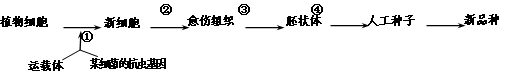 ② ③ ④
植物细胞 新细胞 愈伤组织 胚状体 人工种子 新品种
①
运载体 某细菌的抗虫基因